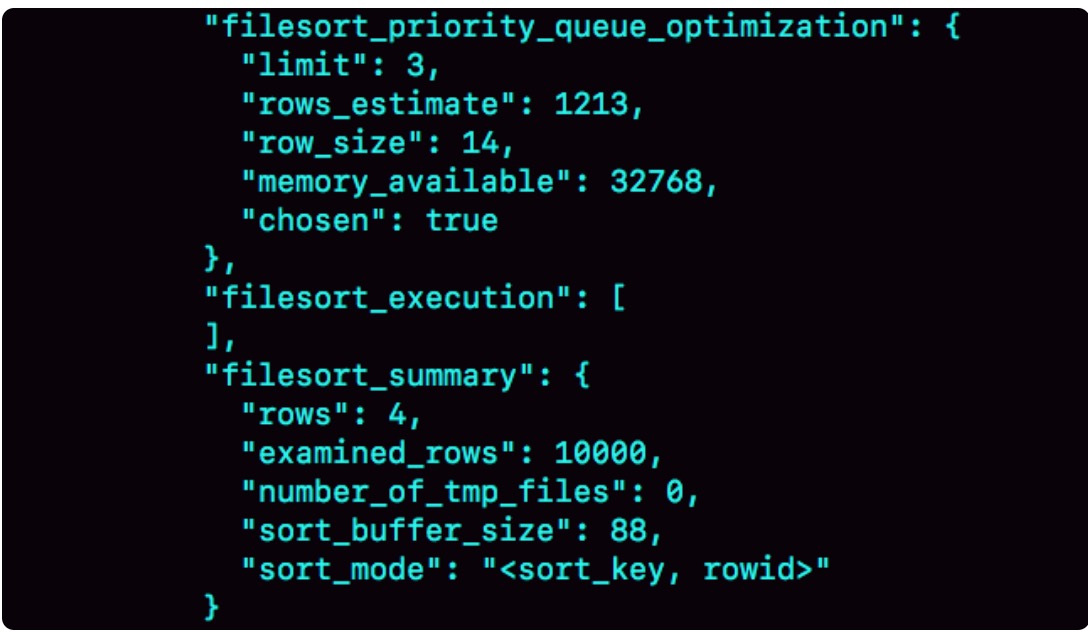 "filesort_priority_queue_optimization": {
"limit": 3,
"rows_estimate": 1213,
"row_size": 14,
"memory_available": 32768,
"chosen": true
},
"filesort_execution": [
],
"filesort_summary": {
"rows": 4,
"examined_rows": 10000,
"number_of_tmp_files": 0,
"sort_buffer_size": 88,
"sort_mode": "<sort_key, rowid>"
}